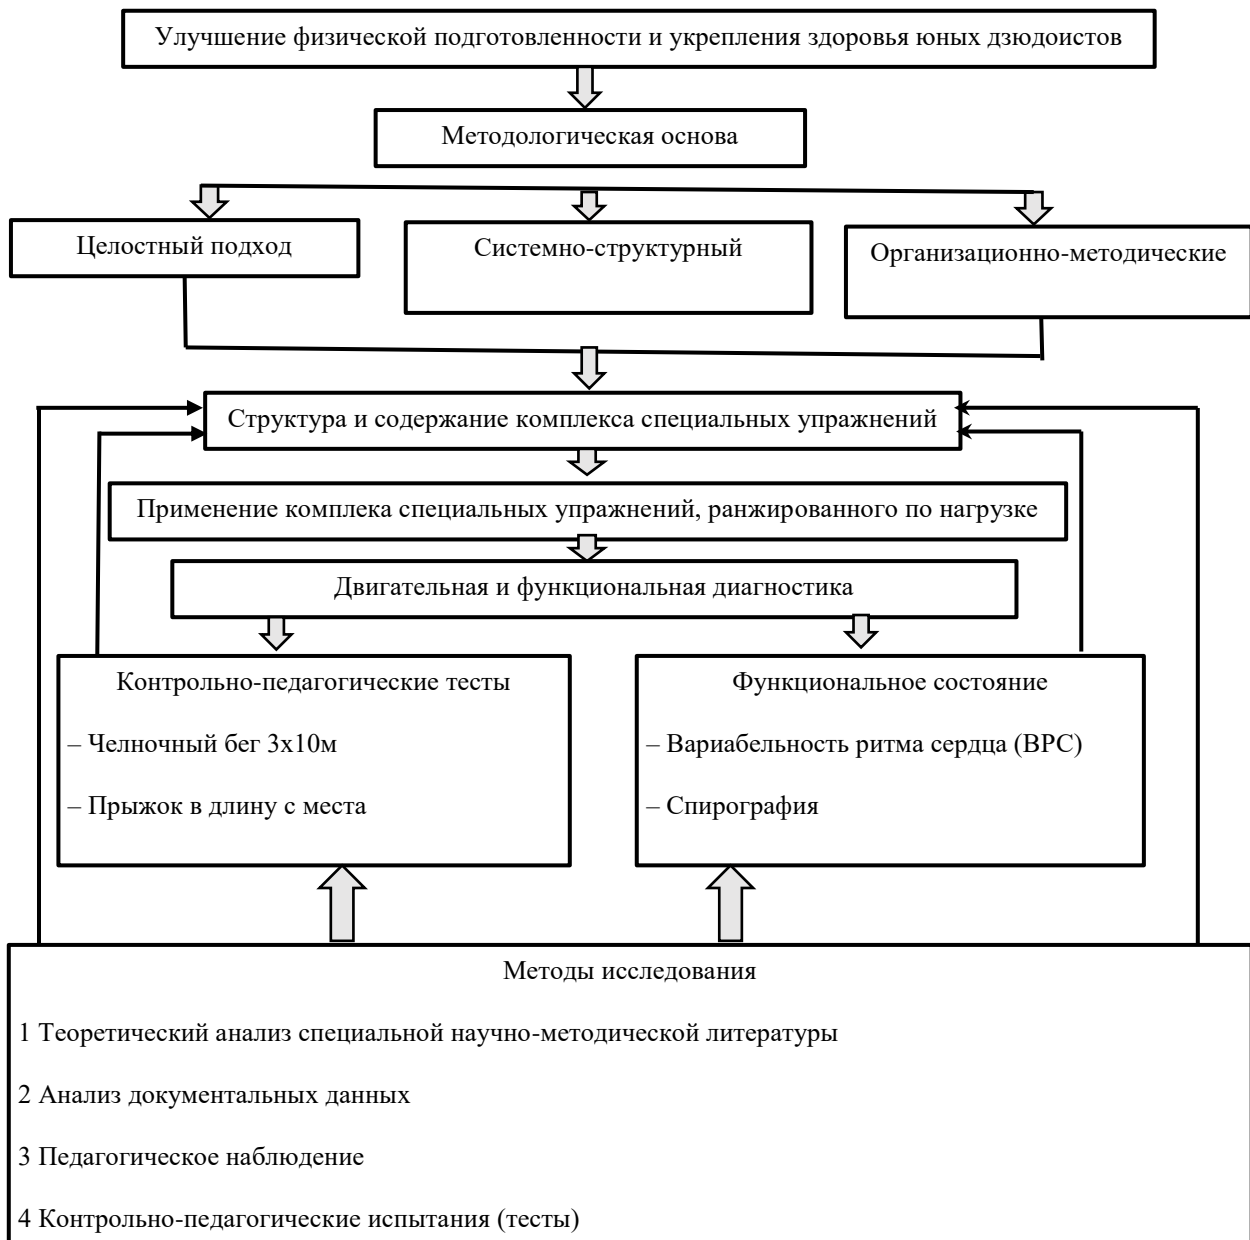 Улучшение физической подготовленности и укрепления здоровья юных дзюдоистов
Методологическая основа
Целостный подход
Системно-структурный
Организационно-методические
Структура и содержание комплекса специальных упражнений
Применение комплека специальных упражнений, ранжированного по нагрузке
Двигательная и функциональная диагностика
Контрольно-педагогические тесты
– Челночный бег 3х10м
– Прыжок в длину с места
Функциональное состояние
– Вариабельность ритма сердца (ВРС)
– Спирография
Методы исследования
1 Теоретический анализ специальной научно-методической литературы
2 Анализ документальных данных
3 Педагогическое наблюдение
4 Контрольно-педагогические испытания (тесты)